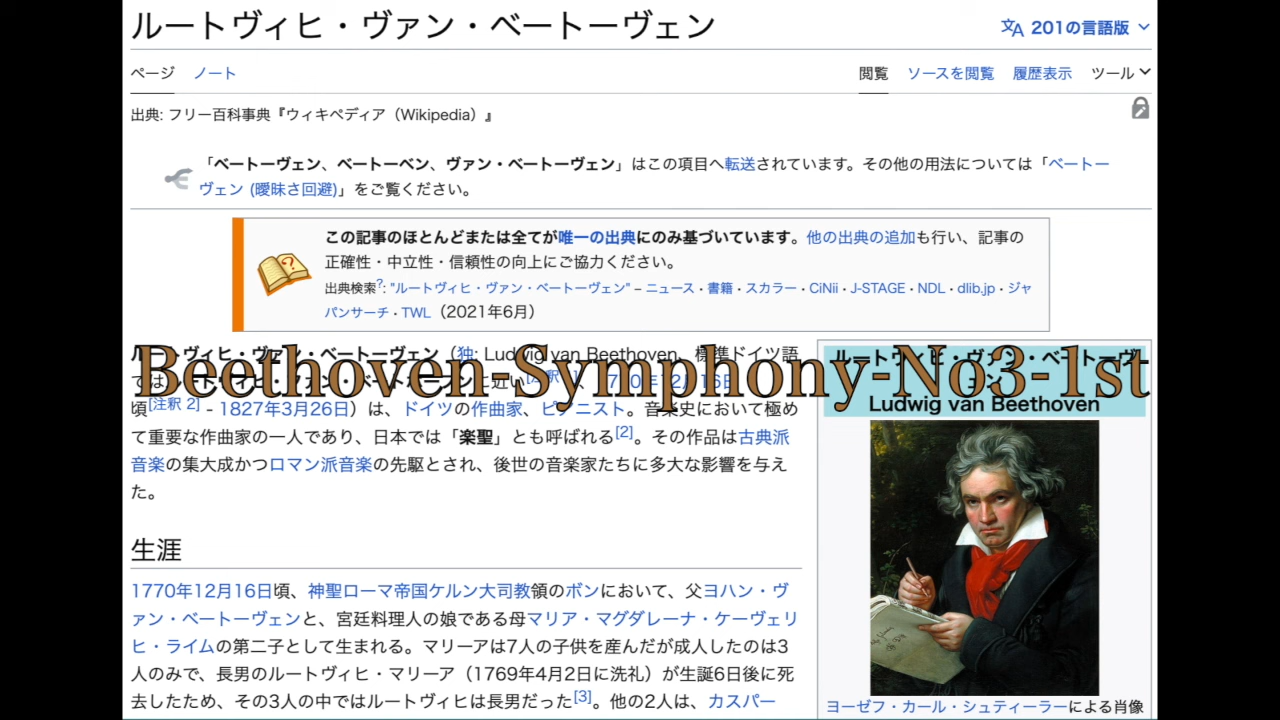 ルートヴィヒ・ヴァン・ベートーヴェン
201の言語版
ページ ノート
閲覧 ソースを閲覧 履歴表示 ツール
出典: フリー百科事典『ウィキペディア（Wikipedia）』
「ベートーヴェン、ベートーベン、ヴァン・ベートーヴェン」はこの項目へ転送されています。その他の用法については「ベートー
ヴェン (曖昧さ回避)」をご覧ください。
この記事のほとんどまたは全てが唯一の出典にのみ基づいています。他の出典の追加も行い、記事の
正確性・中立性・信頼性の向上にご協力ください。
出典検索?: "ルートヴィヒ・ヴァン・ベートーヴェン" – ニュース · 書籍 · スカラー · CiNii · J-STAGE · NDL · dlib.jp · ジャ
パンサーチ · TWL（2021年6月）
ルートヴィヒ・ヴァン・ベートーヴェン（独: Ludwig van Beethoven、標準ドイツ語
Beethoven-Symphony-No3-1st
頃[注釈 2] - 1827年3月26日）は、ドイツの作曲家、ピアニスト。音楽史において極め
て重要な作曲家の一人であり、日本では「楽聖」とも呼ばれる[2]。その作品は古典派
音楽の集大成かつロマン派音楽の先駆とされ、後世の音楽家たちに多大な影響を与え
た。
生涯
1770年12月16日頃、神聖ローマ帝国ケルン大司教領のボンにおいて、父ヨハン・ヴ
ァン・ベートーヴェンと、宮廷料理人の娘である母マリア・マグダレーナ・ケーヴェリ
ヒ・ライムの第二子として生まれる。マリーアは7人の子供を産んだが成人したのは3
人のみで、長男のルートヴィヒ・マリーア（1769年4月2日に洗礼）が生誕6日後に死
去したため、その3人の中ではルートヴィヒは長男だった[3]。他の2人は、カスパー
Ludwig van Beethoven
ヨーゼフ・カール・シュティーラーによる肖像